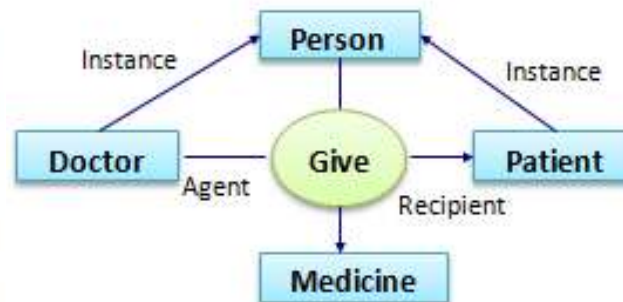 Person
Instance
Instance
Doctor
Give
Patient
Agent
Recipient
Medicine